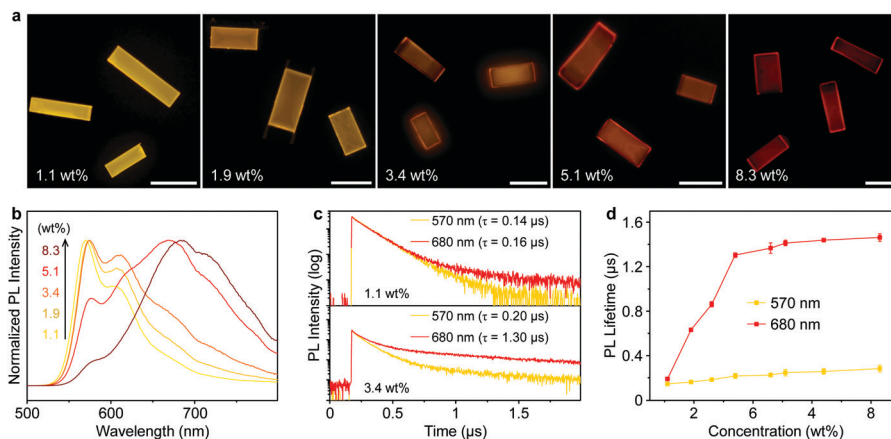 a
1.1 wt%
1.9 wt%
3.4 wt%
5.1 wt%
8.3 wt%
b
(wt%)
8.3
5.1
3.4
1.9
1.1
Normalized PL Intensity
500
600
700
Wavelength (nm)
c
570 nm (τ = 0.14 μs)
680 nm (τ = 0.16 μs)
1.1 wt%
570 nm (τ = 0.20 μs)
680 nm (τ = 1.30 μs)
3.4 wt%
PL Intensity (log)
0
0.5
1
1.5
Time (μs)
d
PL Lifetime (μs)
1.6
1.2
0.8
0.4
0
570 nm
680 nm
2
4
6
2
4
8
Concentration (wt%)